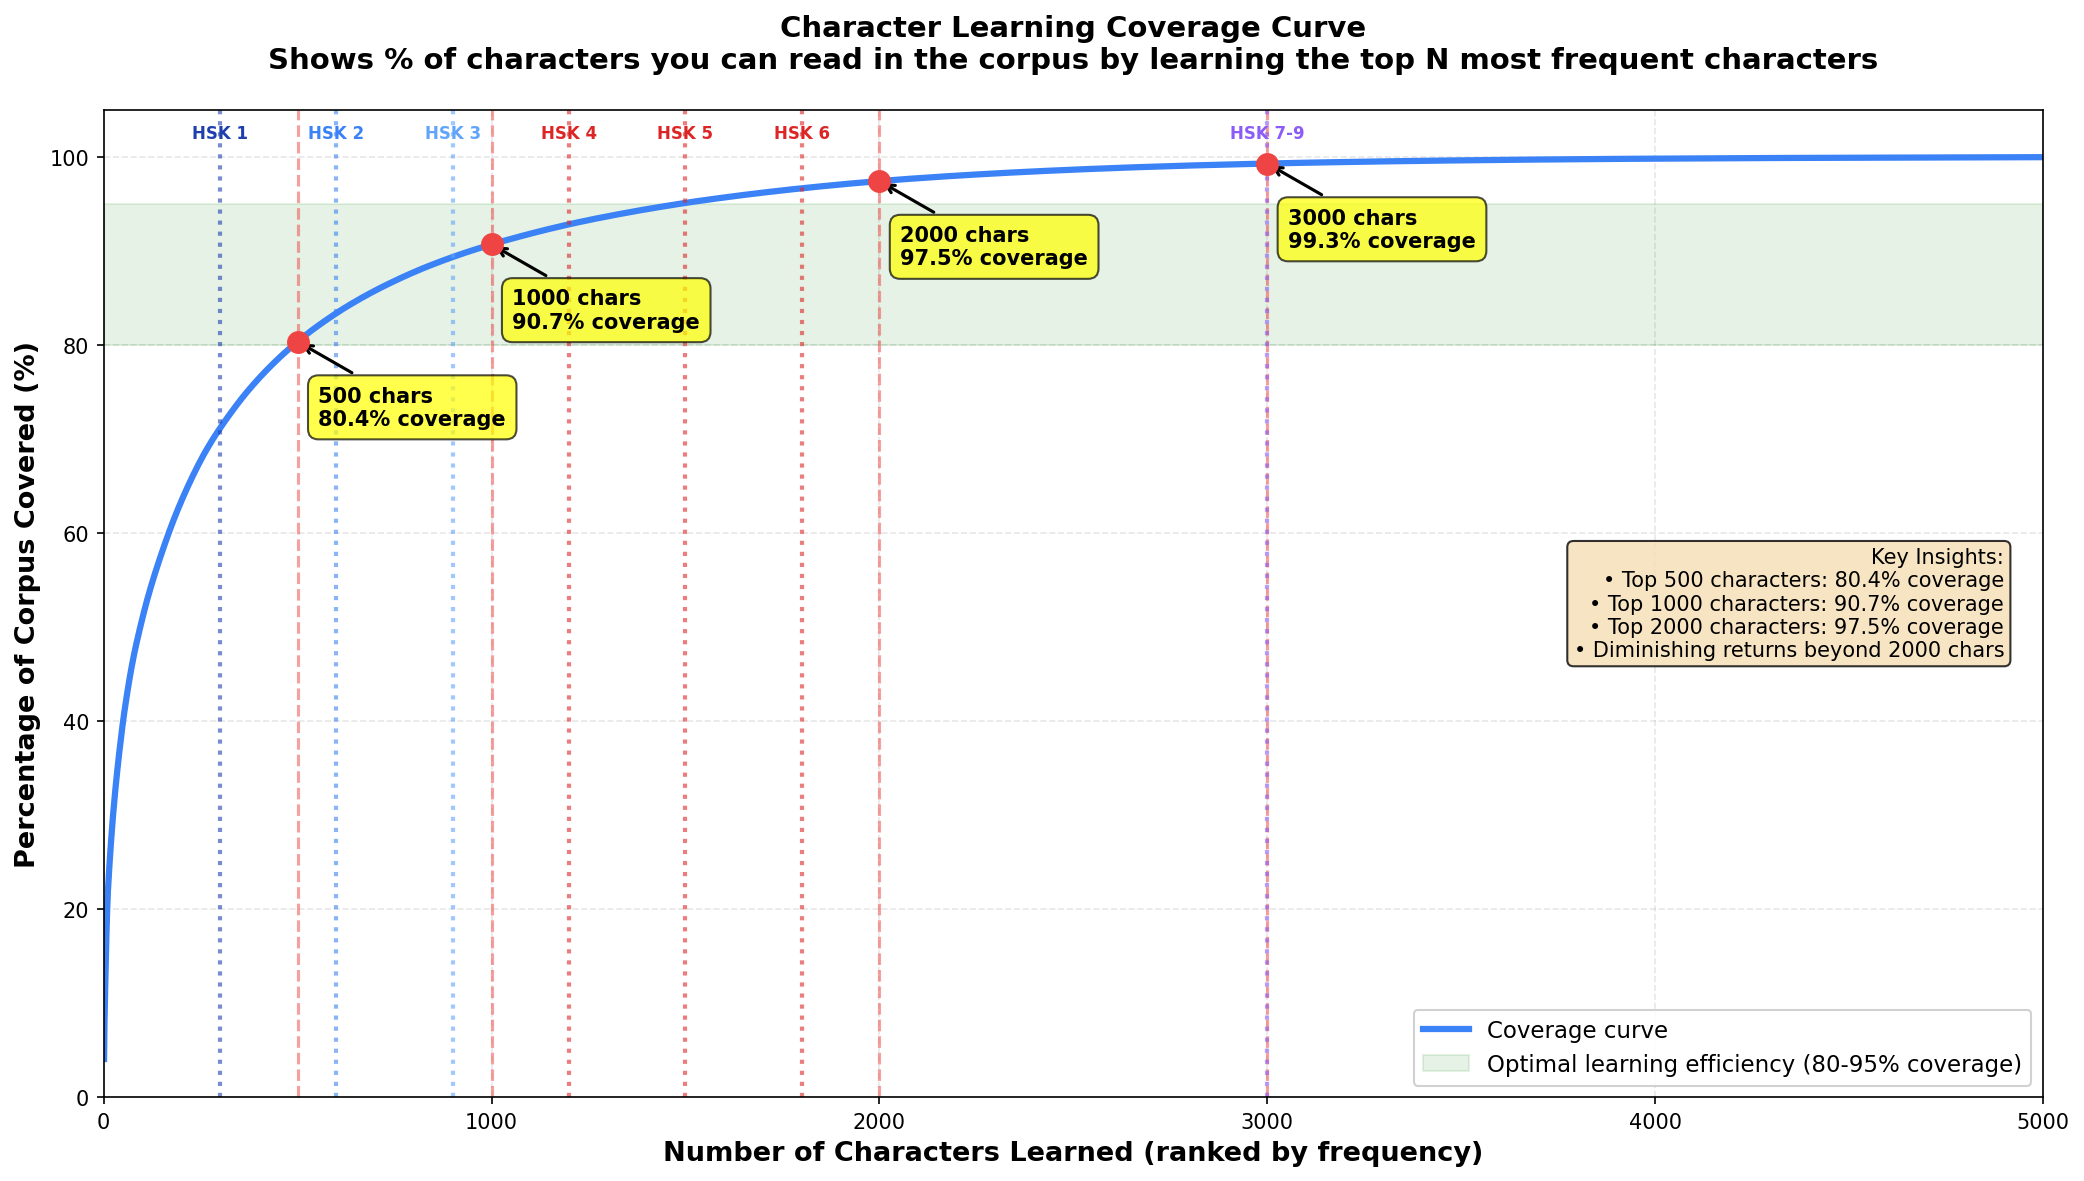 Character Learning Coverage Curve
Shows % of characters you can read in the corpus by learning the top N most frequent characters
HSK 1
HSK 2
HSK 3
HSK 4
HSK 5
HSK 6
HSK 7-9
100
80
60
40
20
0
Percentage of Corpus Covered (%)
500 chars
80.4% coverage
1000 chars
90.7% coverage
2000 chars
97.5% coverage
3000 chars
99.3% coverage
Key Insights:
• Top 500 characters: 80.4% coverage
• Top 1000 characters: 90.7% coverage
• Top 2000 characters: 97.5% coverage
• Diminishing returns beyond 2000 chars
Coverage curve
Optimal learning efficiency (80-95% coverage)
0
1000
2000
3000
4000
5000
Number of Characters Learned (ranked by frequency)